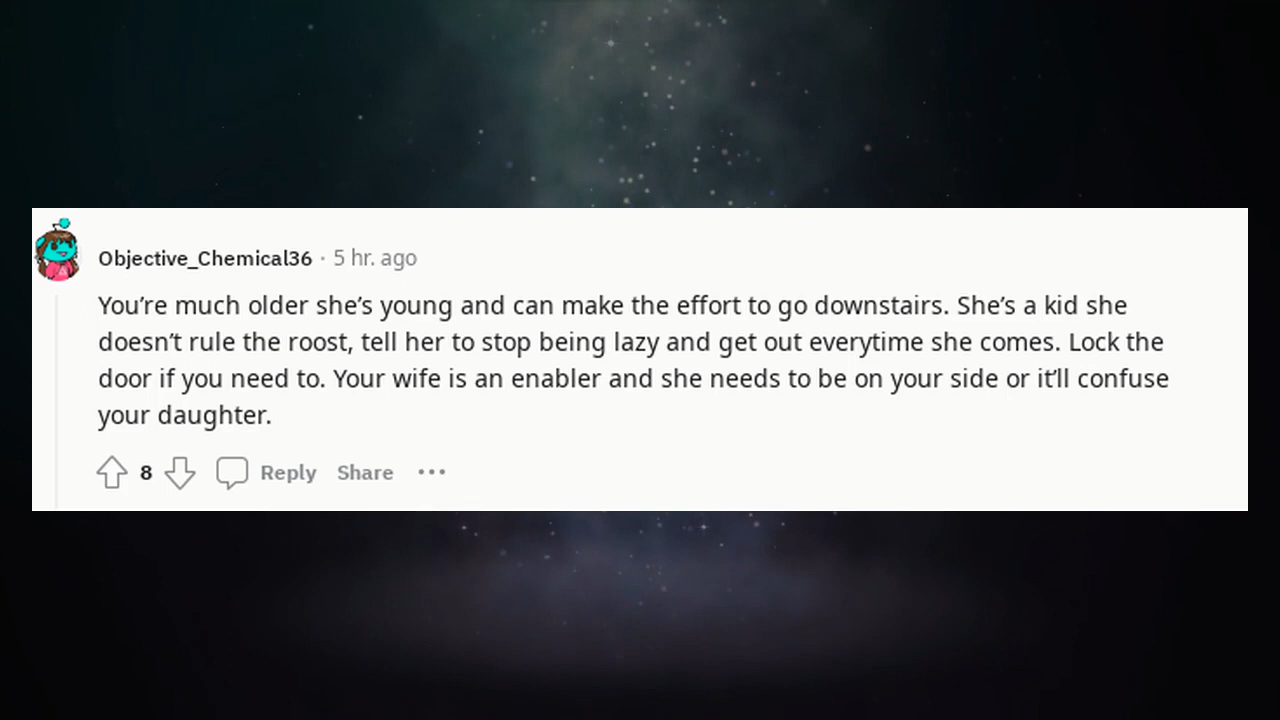 Objective_Chemical36 · 5 hr. ago
You’re much older she’s young and can make the effort to go downstairs. She’s a kid she
doesn’t rule the roost, tell her to stop being lazy and get out everytime she comes. Lock the
door if you need to. Your wife is an enabler and she needs to be on your side or it’ll confuse
your daughter.
8 Reply Share ···